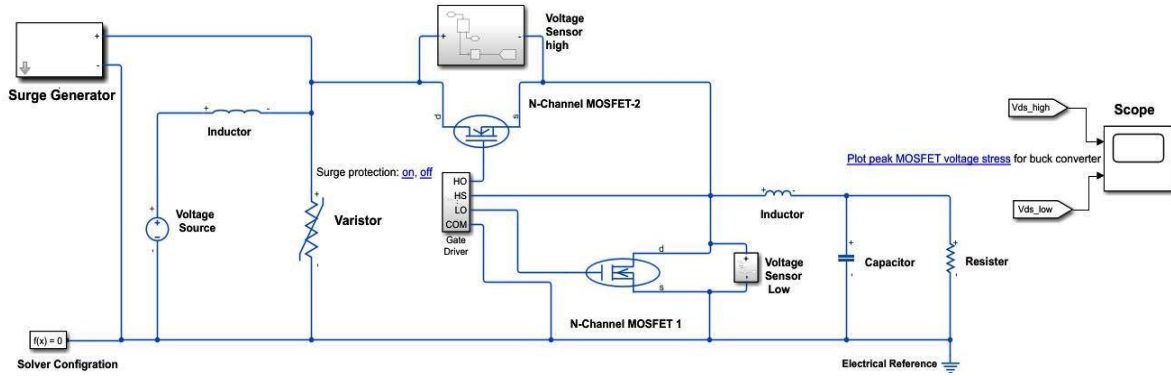 Voltage
Sensor
high
Surge Generator
+
-
+
-
+
-
Inductor
N-Channel MOSFET-2
d
s
Vds_high
Scope
Plot peak MOSFET voltage stress for buck converter
Vds_low
Surge protection: on, off
HO
HS
LO
COM
Gate
Driver
+
-
Voltage
Source
+
-
Varistor
+
-
Inductor
d
s
+
-
Voltage
Sensor
Low
+
-
Capacitor
+
-
Resister
N-Channel MOSFET 1
f(x) = 0
Solver Configration
Electrical Reference